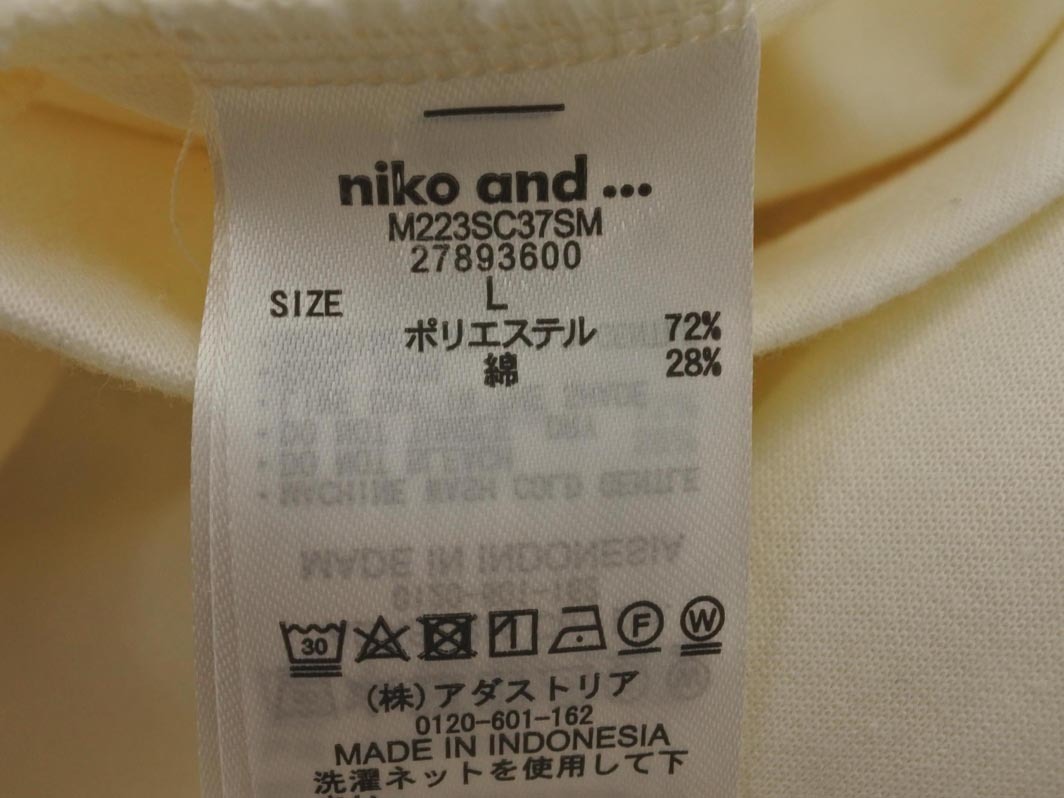 niko and ...
M223SC37SM
27893600
SIZE L
ポリエステル 72%
綿 28%
30 F W
(株)アダストリア
0120-601-162
MADE IN INDONESIA
洗濯ネットを使用して下